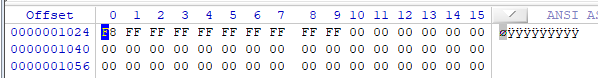 Offset 0 1 2 3 4 5 6 7 8 9 10 11 12 13 14 15 ANSI AS
0000001024 F8 FF FF FF FF FF FF FF FF FF 00 00 00 00 00 00 øÿÿÿÿÿÿÿÿÿ
0000001040 00 00 00 00 00 00 00 00 00 00 00 00 00 00 00 00
0000001056 00 00 00 00 00 00 00 00 00 00 00 00 00 00 00 00